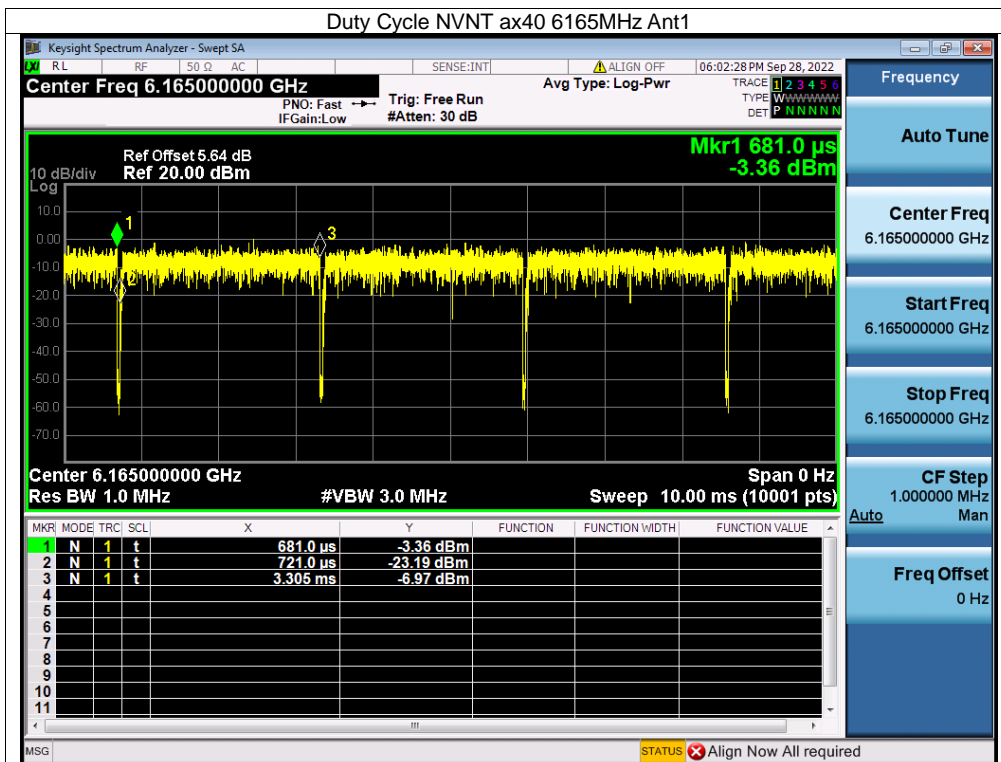 Duty Cycle NVNT ax40 6165MHz Ant1
Keysight Spectrum Analyzer - Swept SA
LXI RL RF 50 Ω AC SENSE:INT ALIGN OFF 06:02:28 PM Sep 28, 2022
Center Freq 6.165000000 GHz Avg Type: Log-Pwr TRACE 1 2 3 4 5 6
PNO: Fast Trig: Free Run TYPE WWWWWWW
IFGain:Low #Atten: 30 dB DET P N N N N N
Frequency
Auto Tune
Center Freq
6.165000000 GHz
Start Freq
6.165000000 GHz
Stop Freq
6.165000000 GHz
CF Step
1.000000 MHz
Auto Man
Freq Offset
0 Hz
Mkr1 681.0 µs
-3.36 dBm
Ref Offset 5.64 dB
10 dB/div Ref 20.00 dBm
Log
10.0
0.00
-10.0
-20.0
-30.0
-40.0
-50.0
-60.0
-70.0
1
2
3
Center 6.165000000 GHz Span 0 Hz
Res BW 1.0 MHz #VBW 3.0 MHz Sweep 10.00 ms (10001 pts)
MKR MODE TRC SCL X Y FUNCTION FUNCTION WIDTH FUNCTION VALUE
1 N 1 t 681.0 µs -3.36 dBm
2 N 1 t 721.0 µs -23.19 dBm
3 N 1 t 3.305 ms -6.97 dBm
4
5
6
7
8
9
10
11
MSG STATUS Align Now All required